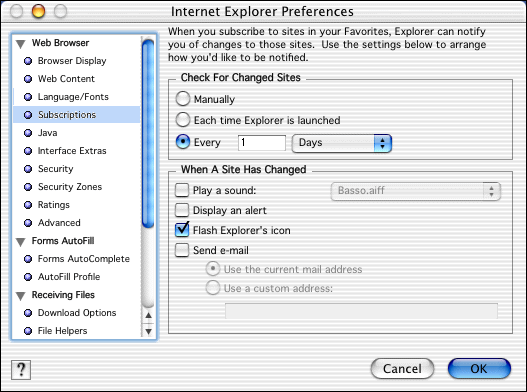 Internet Explorer Preferences
Web Browser
Browser Display
Web Content
Language/Fonts
Subscriptions
Java
Interface Extras
Security
Security Zones
Ratings
Advanced
Forms AutoFill
Forms AutoComplete
AutoFill Profile
Receiving Files
Download Options
File Helpers
When you subscribe to sites in your Favorites, Explorer can notify
you of changes to those sites. Use the settings below to arrange
how you'd like to be notified.
Check For Changed Sites
Manually
Each time Explorer is launched
Every 1 Days
When A Site Has Changed
Play a sound: Basso.aiff
Display an alert
Flash Explorer's icon
Send e-mail
Use the current mail address
Use a custom address:
?
Cancel OK